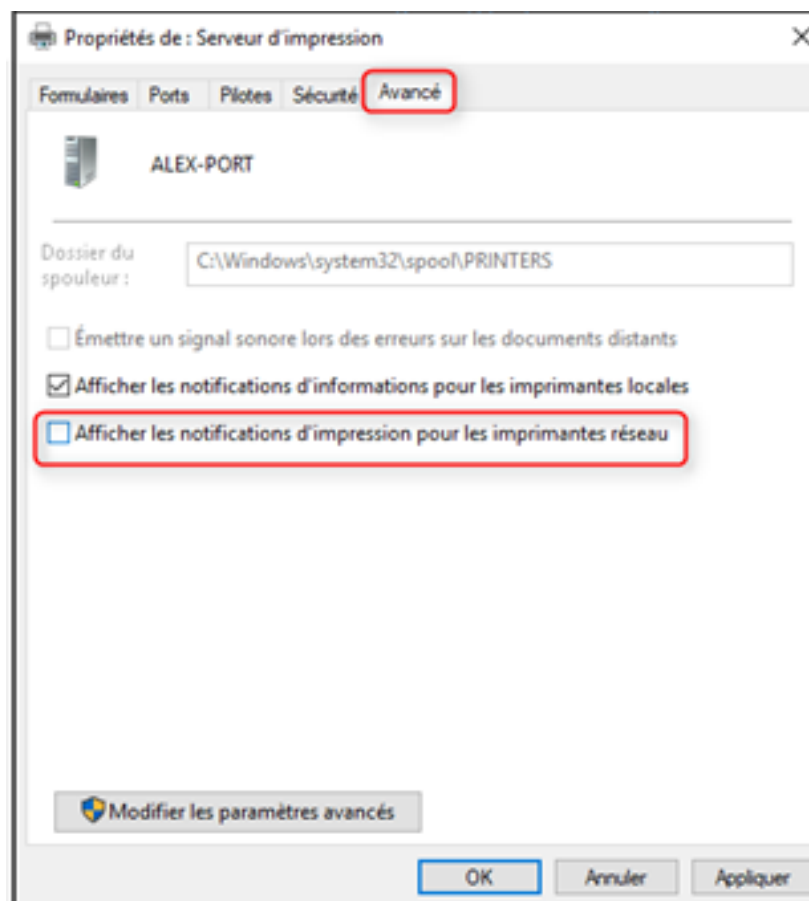 Propriétés de : Serveur d'impression
Formulaires Ports Pilotes Sécurité Avancé
ALEX-PORT
Dossier du
spouleur :
C:\Windows\system32\spool\PRINTERS
Émettre un signal sonore lors des erreurs sur les documents distants
Afficher les notifications d'informations pour les imprimantes locales
Afficher les notifications d'impression pour les imprimantes réseau
Modifier les paramètres avancés
OK Annuler Appliquer